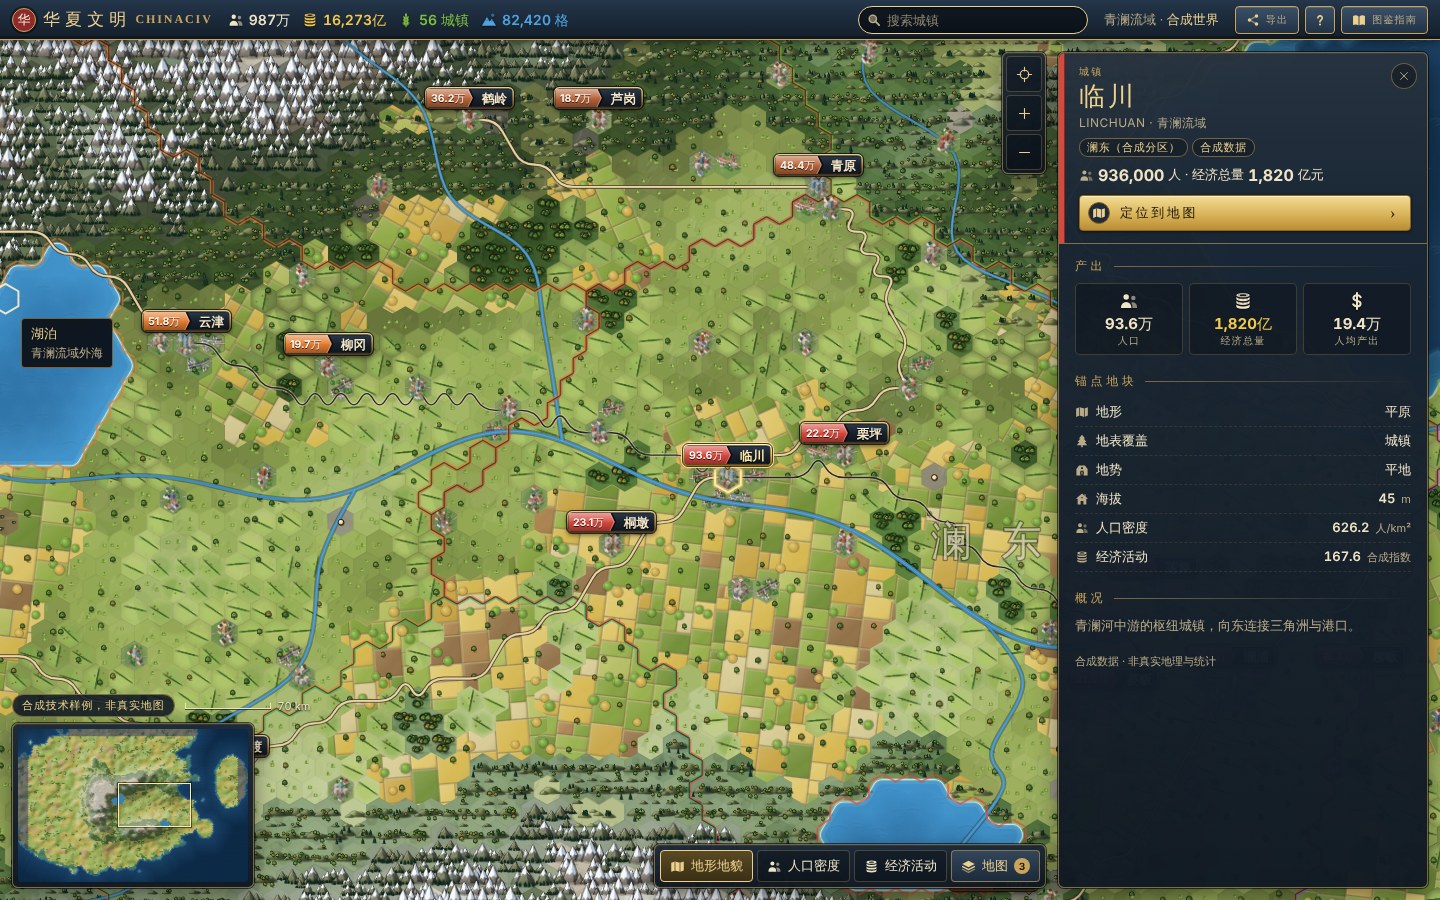 华
华夏文明 CHINACIV 987万 16,273亿 56 城镇 82,420 格
搜索城镇
青澜流域 · 合成世界
导出
?
图鉴指南
36.2万 鹤岭
18.7万 芦岗
48.4万 青原
51.8万 云津
19.7万 柳冈
湖泊
青澜流域外海
22.2万 栗坪
93.6万 临川
23.1万 桐墩
澜东
合成技术样例，非真实地图
70 km
渡
地形地貌
人口密度
经济活动
地图 3
城镇
临川
LINCHUAN · 青澜流域
澜东（合成分区） 合成数据
936,000 人 · 经济总量 1,820 亿元
定位到地图 ›
产出
93.6万
人口
1,820亿
经济总量
19.4万
人均产出
锚点地块
地形 平原
地表覆盖 城镇
地势 平地
海拔 45 m
人口密度 626.2 人/km²
经济活动 167.6 合成指数
概况
青澜河中游的枢纽城镇，向东连接三角洲与港口。
合成数据 · 非真实地理与统计